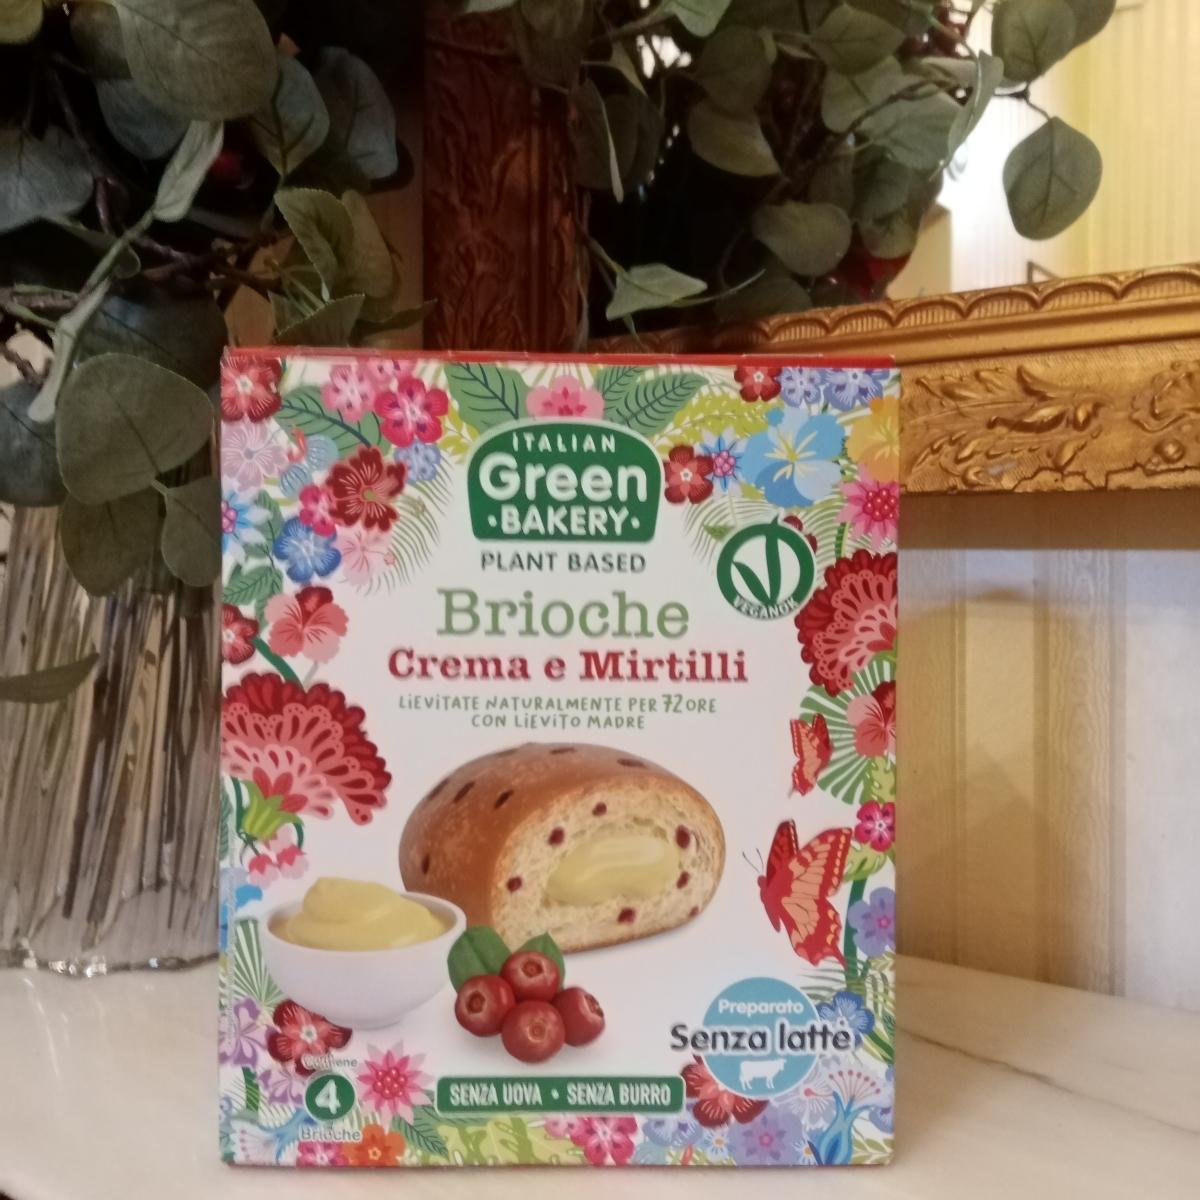 ITALIAN
Green
•BAKERY•
PLANT BASED
VEGANOK
Brioche
Crema e Mirtilli
LiEVITATE NATURALMENTE PER 72 ORE
CON LiEViTO MADRE
Preparato
Senza latte
Contiene
4
Brioche
SENZA UOVA • SENZA BURRO